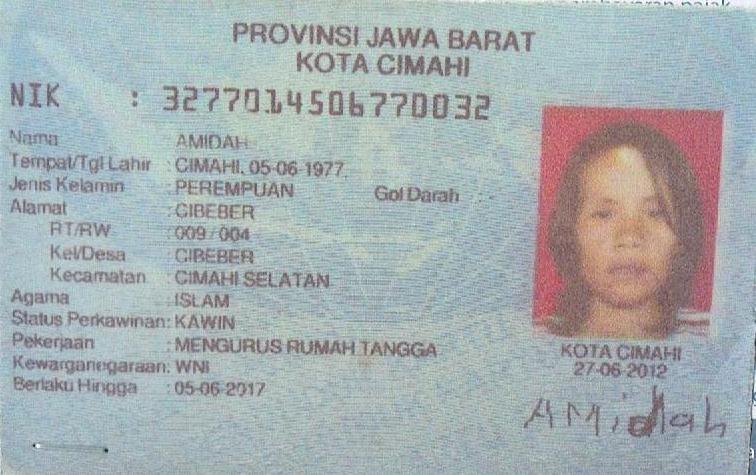 PROVINSI JAWA BARAT
KOTA CIMAHI
NIK : 3277014506770032
Nama AMIDAH
Tempat/Tgl Lahir : CIMAHI, 05-06-1977
Jenis Kelamin : PEREMPUAN Gol Darah : -
Alamat : CIBEBER
RT/RW : 009 / 004
Kel/Desa : CIBEBER
Kecamatan : CIMAHI SELATAN
Agama : ISLAM
Status Perkawinan: KAWIN
Pekerjaan : MENGURUS RUMAH TANGGA
Kewarganegaraan: WNI
Berlaku Hingga : 05-06-2017
KOTA CIMAHI
27-06-2012
AMidah